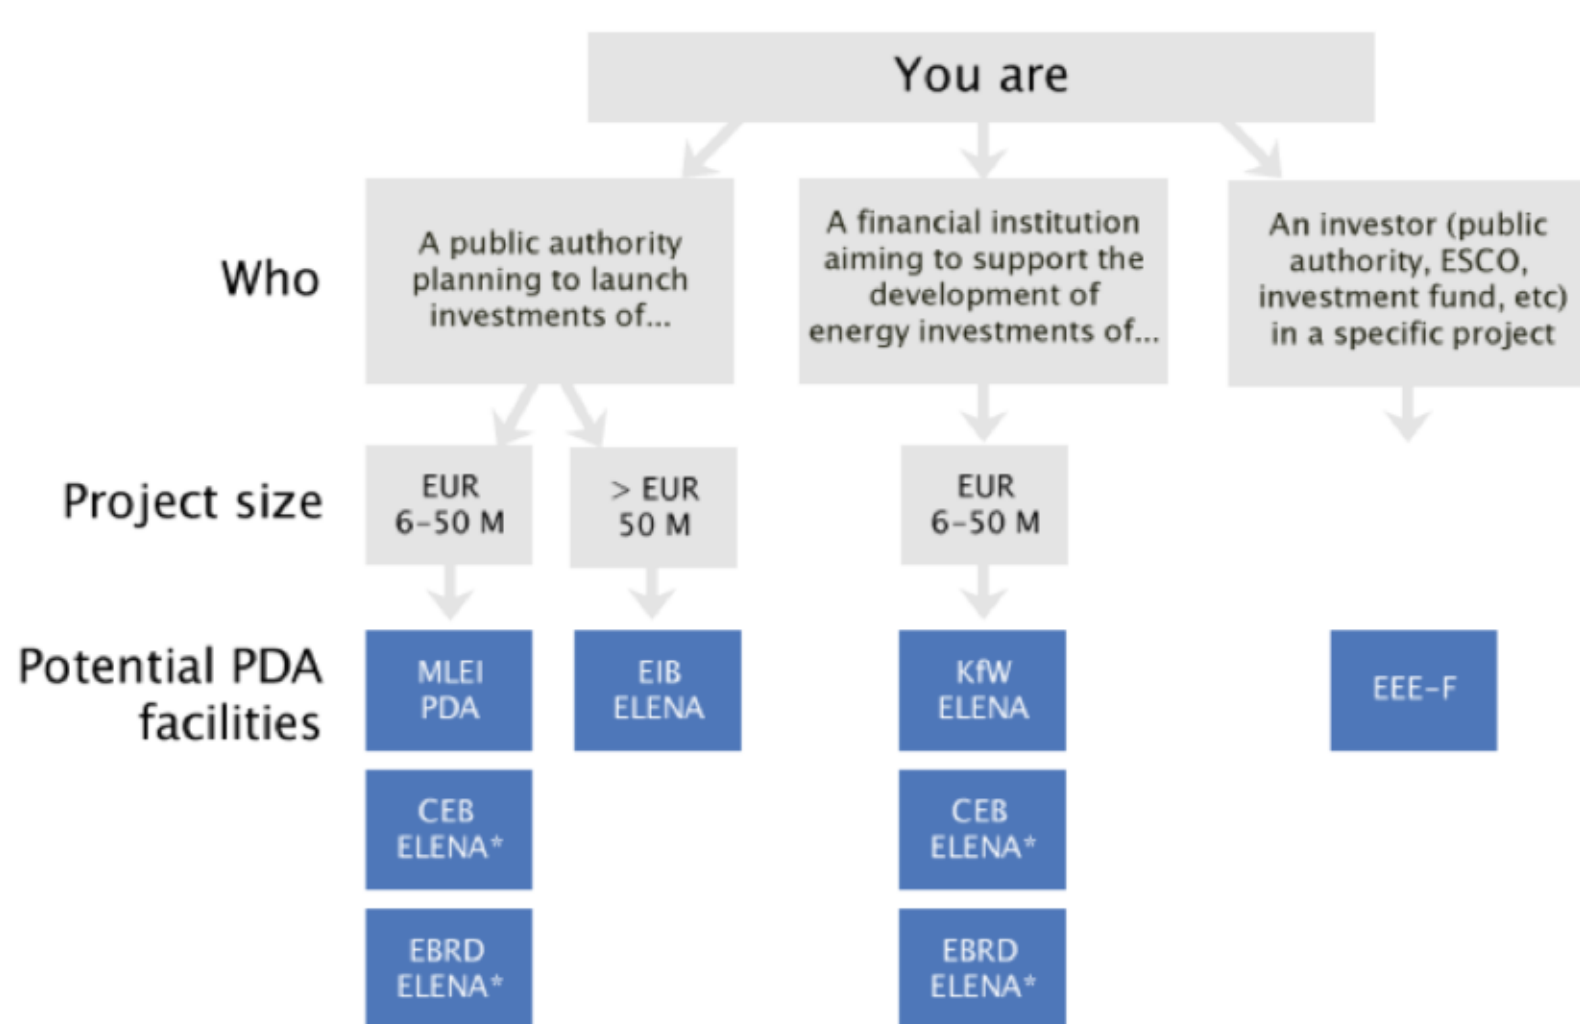 You are
Who
A public authority
planning to launch
investments of...
A financial institution
aiming to support the
development of
energy investments of...
An investor (public
authority, ESCO,
investment fund, etc)
in a specific project
Project size
EUR
6-50 M
> EUR
50 M
EUR
6-50 M
Potential PDA
facilities
MLEI
PDA
EIB
ELENA
KfW
ELENA
EEE-F
CEB
ELENA*
CEB
ELENA*
EBRD
ELENA*
EBRD
ELENA*